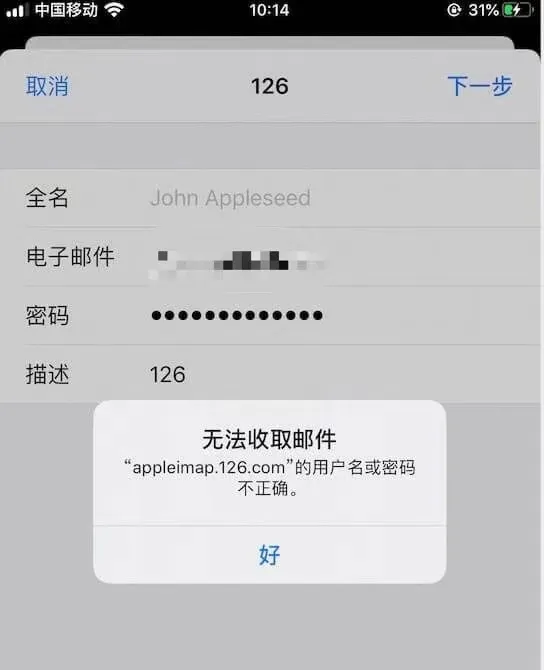 中国移动 10:14 31%
取消 126 下一步
全名 John Appleseed
电子邮件
密码 ●●●●●●●●●●●●●
描述 126
无法收取邮件
“appleimap.126.com”的用户名或密码
不正确。
好